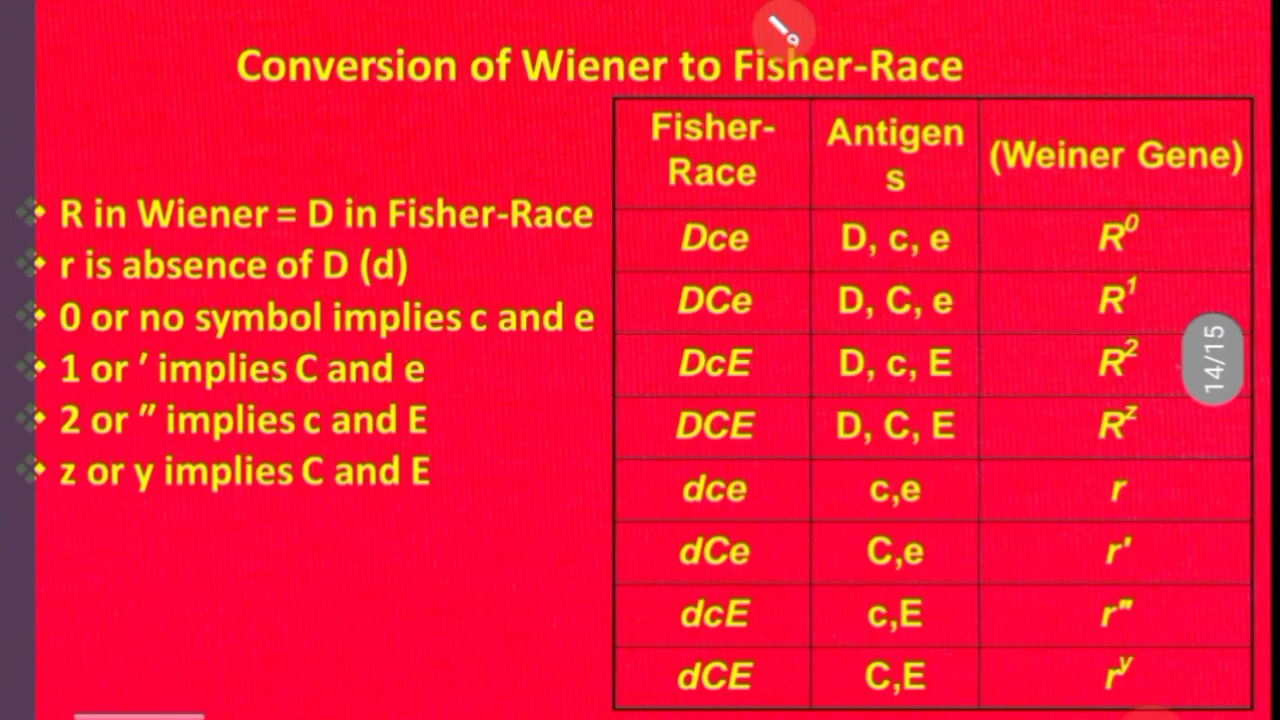 Conversion of Wiener to Fisher-Race
❖ R in Wiener = D in Fisher-Race
❖ r is absence of D (d)
❖ 0 or no symbol implies c and e
❖ 1 or ′ implies C and e
❖ 2 or ″ implies c and E
❖ z or y implies C and E
Fisher-
Race
Antigen
s
(Weiner Gene)
Dce D, c, e R⁰
DCe D, C, e R¹
DcE D, c, E R²
DCE D, C, E Rᶻ
dce c,e r
dCe C,e r'
dcE c,E r"
dCE C,E rʸ
14/15